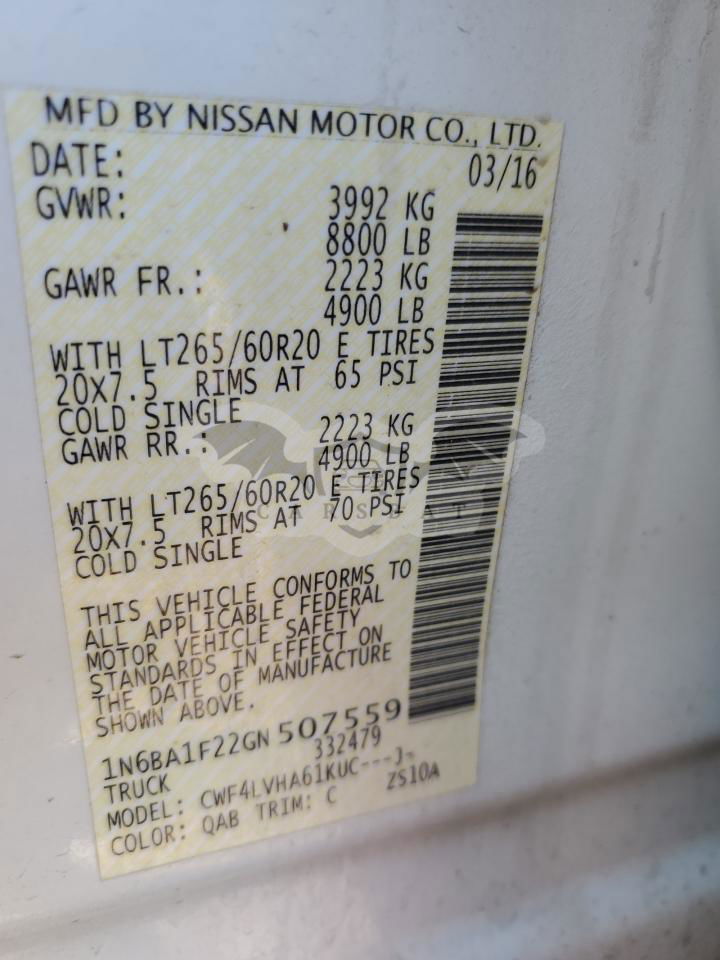 MFD BY NISSAN MOTOR CO., LTD.
DATE: 03/16
GVWR: 3992 KG
8800 LB
GAWR FR.: 2223 KG
4900 LB
WITH LT265/60R20 E TIRES
20X7.5 RIMS AT 65 PSI
COLD SINGLE
GAWR RR.: 2223 KG
4900 LB
WITH LT265/60R20 E TIRES
20X7.5 RIMS AT 70 PSI
COLD SINGLE
CARSBAT
THIS VEHICLE CONFORMS TO
ALL APPLICABLE FEDERAL
MOTOR VEHICLE SAFETY
STANDARDS IN EFFECT ON
THE DATE OF MANUFACTURE
SHOWN ABOVE.
1N6BA1F22GN 507559
TRUCK 332479
MODEL: CWF4LVHA61KUC---J-
COLOR: QAB TRIM: C ZS10A